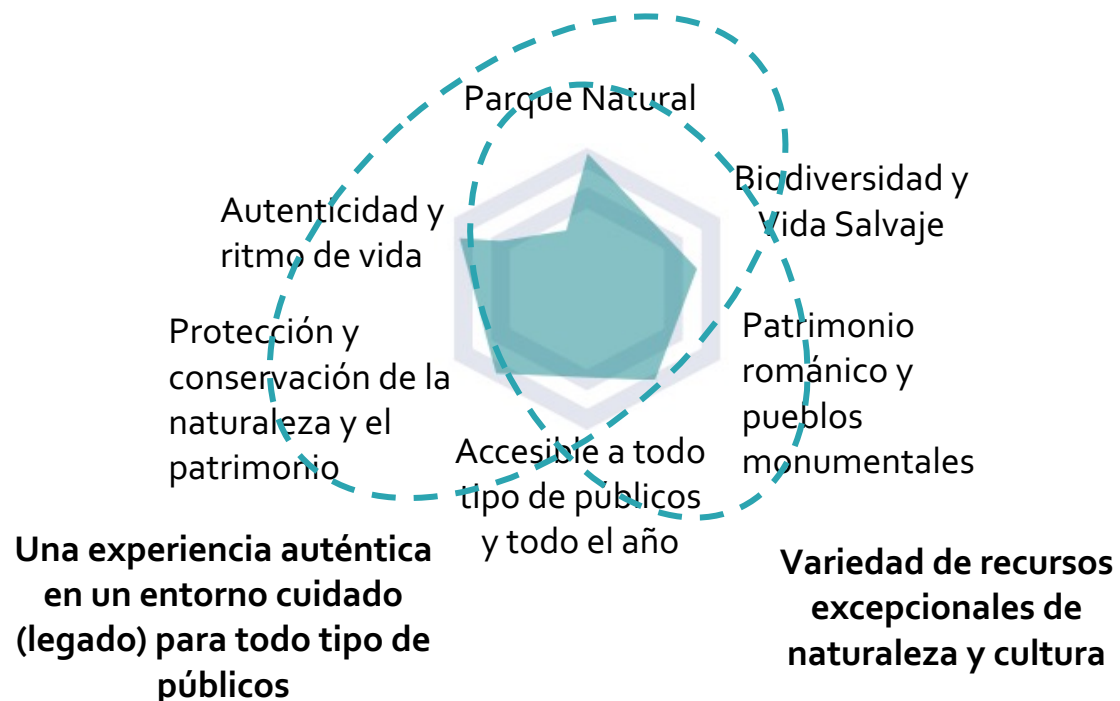 Parque Natural
Biodiversidad y
Vida Salvaje
Autenticidad y
ritmo de vida
Patrimonio
románico y
pueblos
monumentales
Protección y
conservación de la
naturaleza y el
patrimonio
Accesible a todo
tipo de públicos
y todo el año
Una experiencia auténtica
en un entorno cuidado
(legado) para todo tipo de
públicos
Variedad de recursos
excepcionales de
naturaleza y cultura